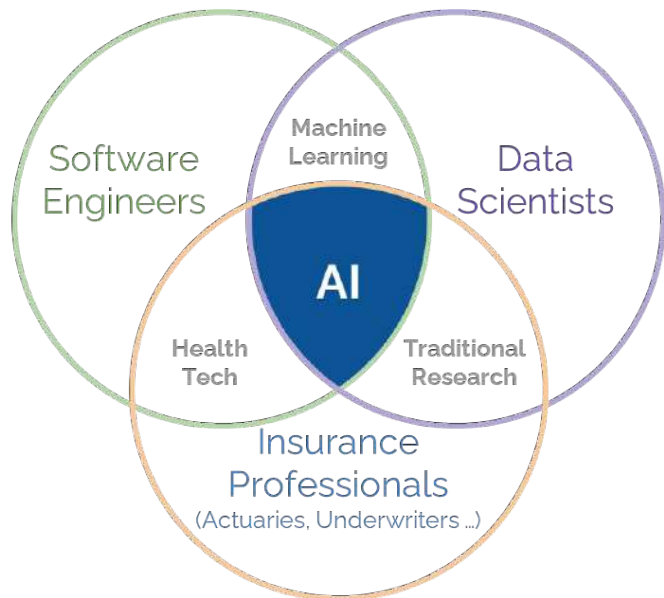 Machine
Learning
Software
Engineers
Data
Scientists
AI
Health
Tech
Traditional
Research
Insurance
Professionals
(Actuaries, Underwriters ...)